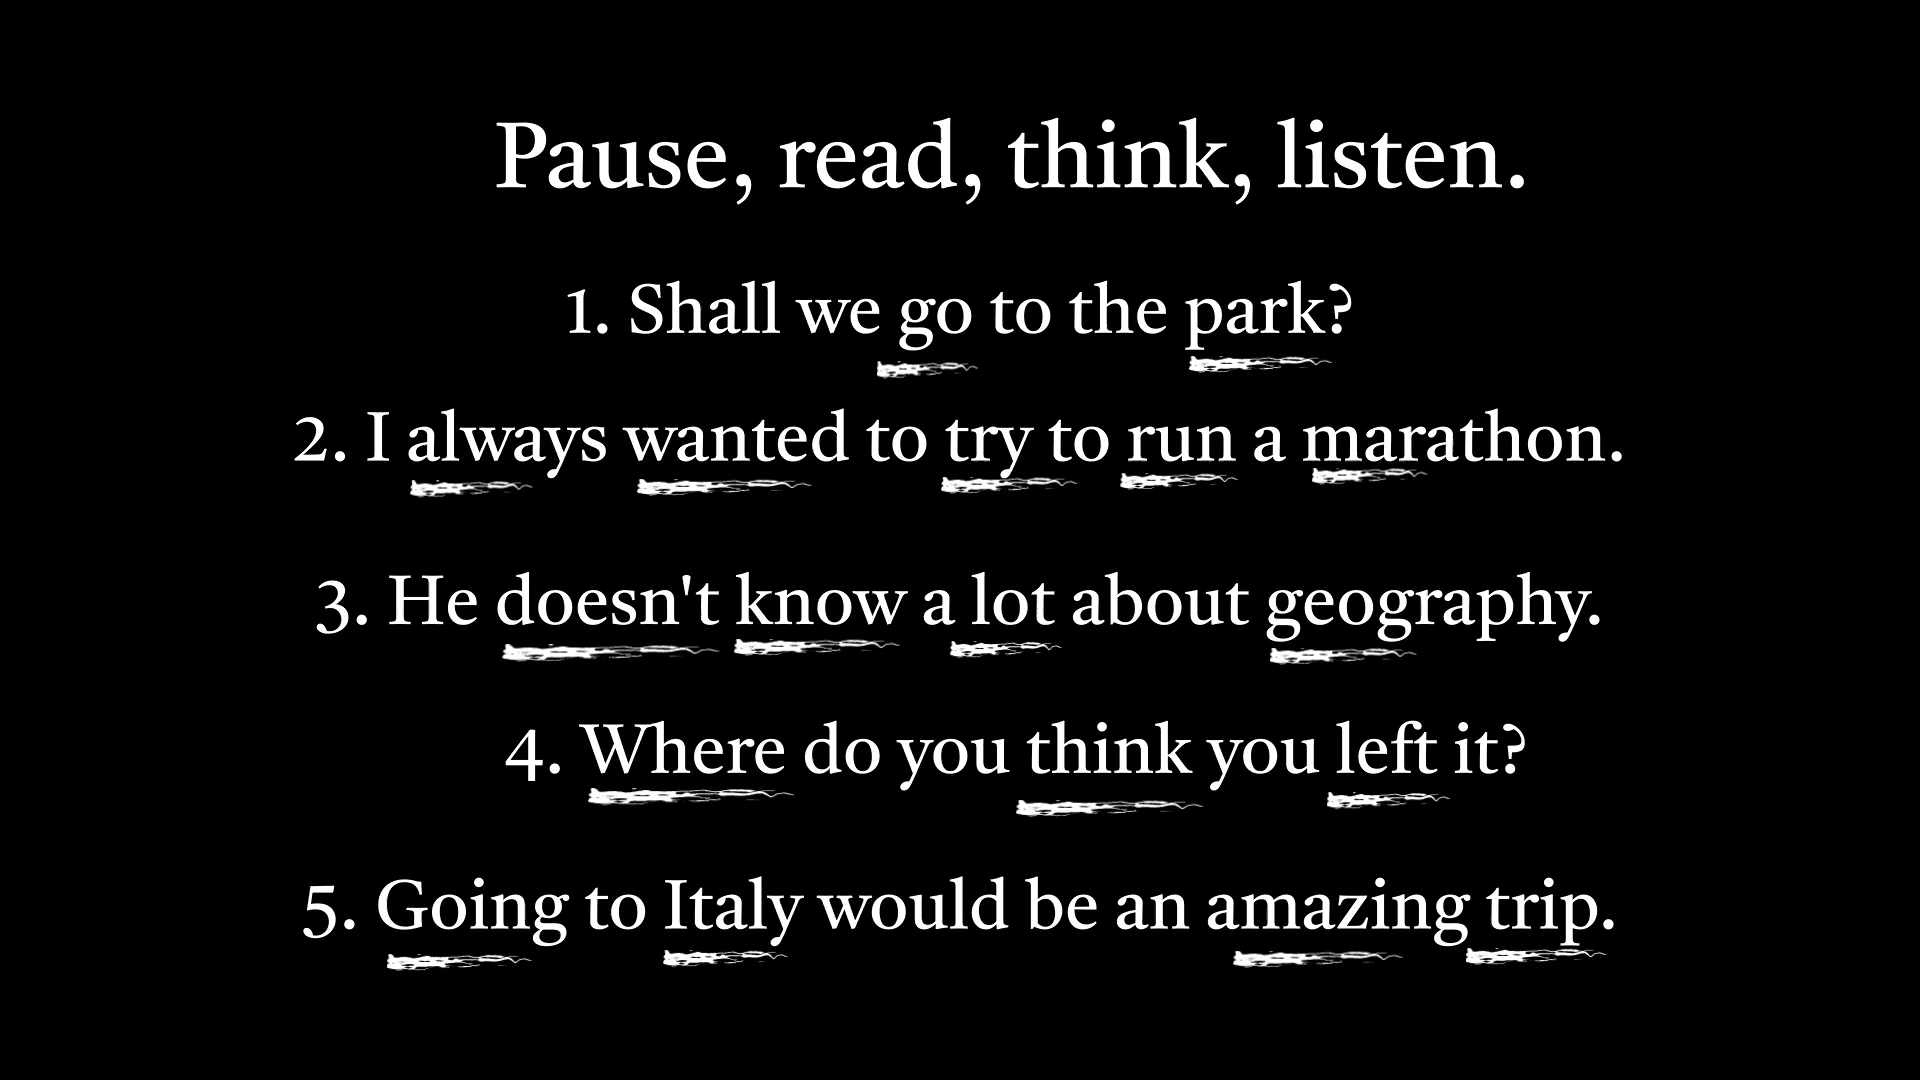 Pause, read, think, listen.
1. Shall we go to the park?
2. I always wanted to try to run a marathon.
3. He doesn't know a lot about geography.
4. Where do you think you left it?
5. Going to Italy would be an amazing trip.